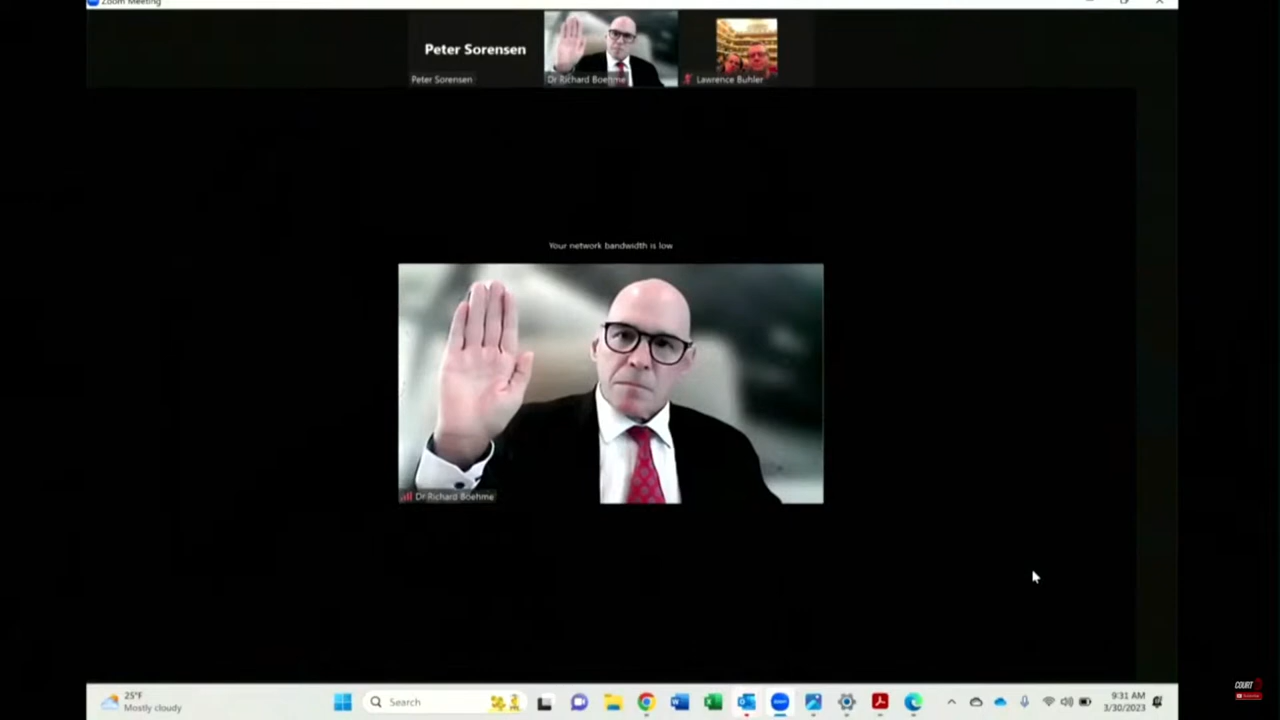 Zoom Meeting
Peter Sorensen
Peter Sorensen
Dr Richard Boehme
Lawrence Buhler
Your network bandwidth is low
Dr Richard Boehme
25°F
Mostly cloudy
Search
9:31 AM
3/30/2023
COURT